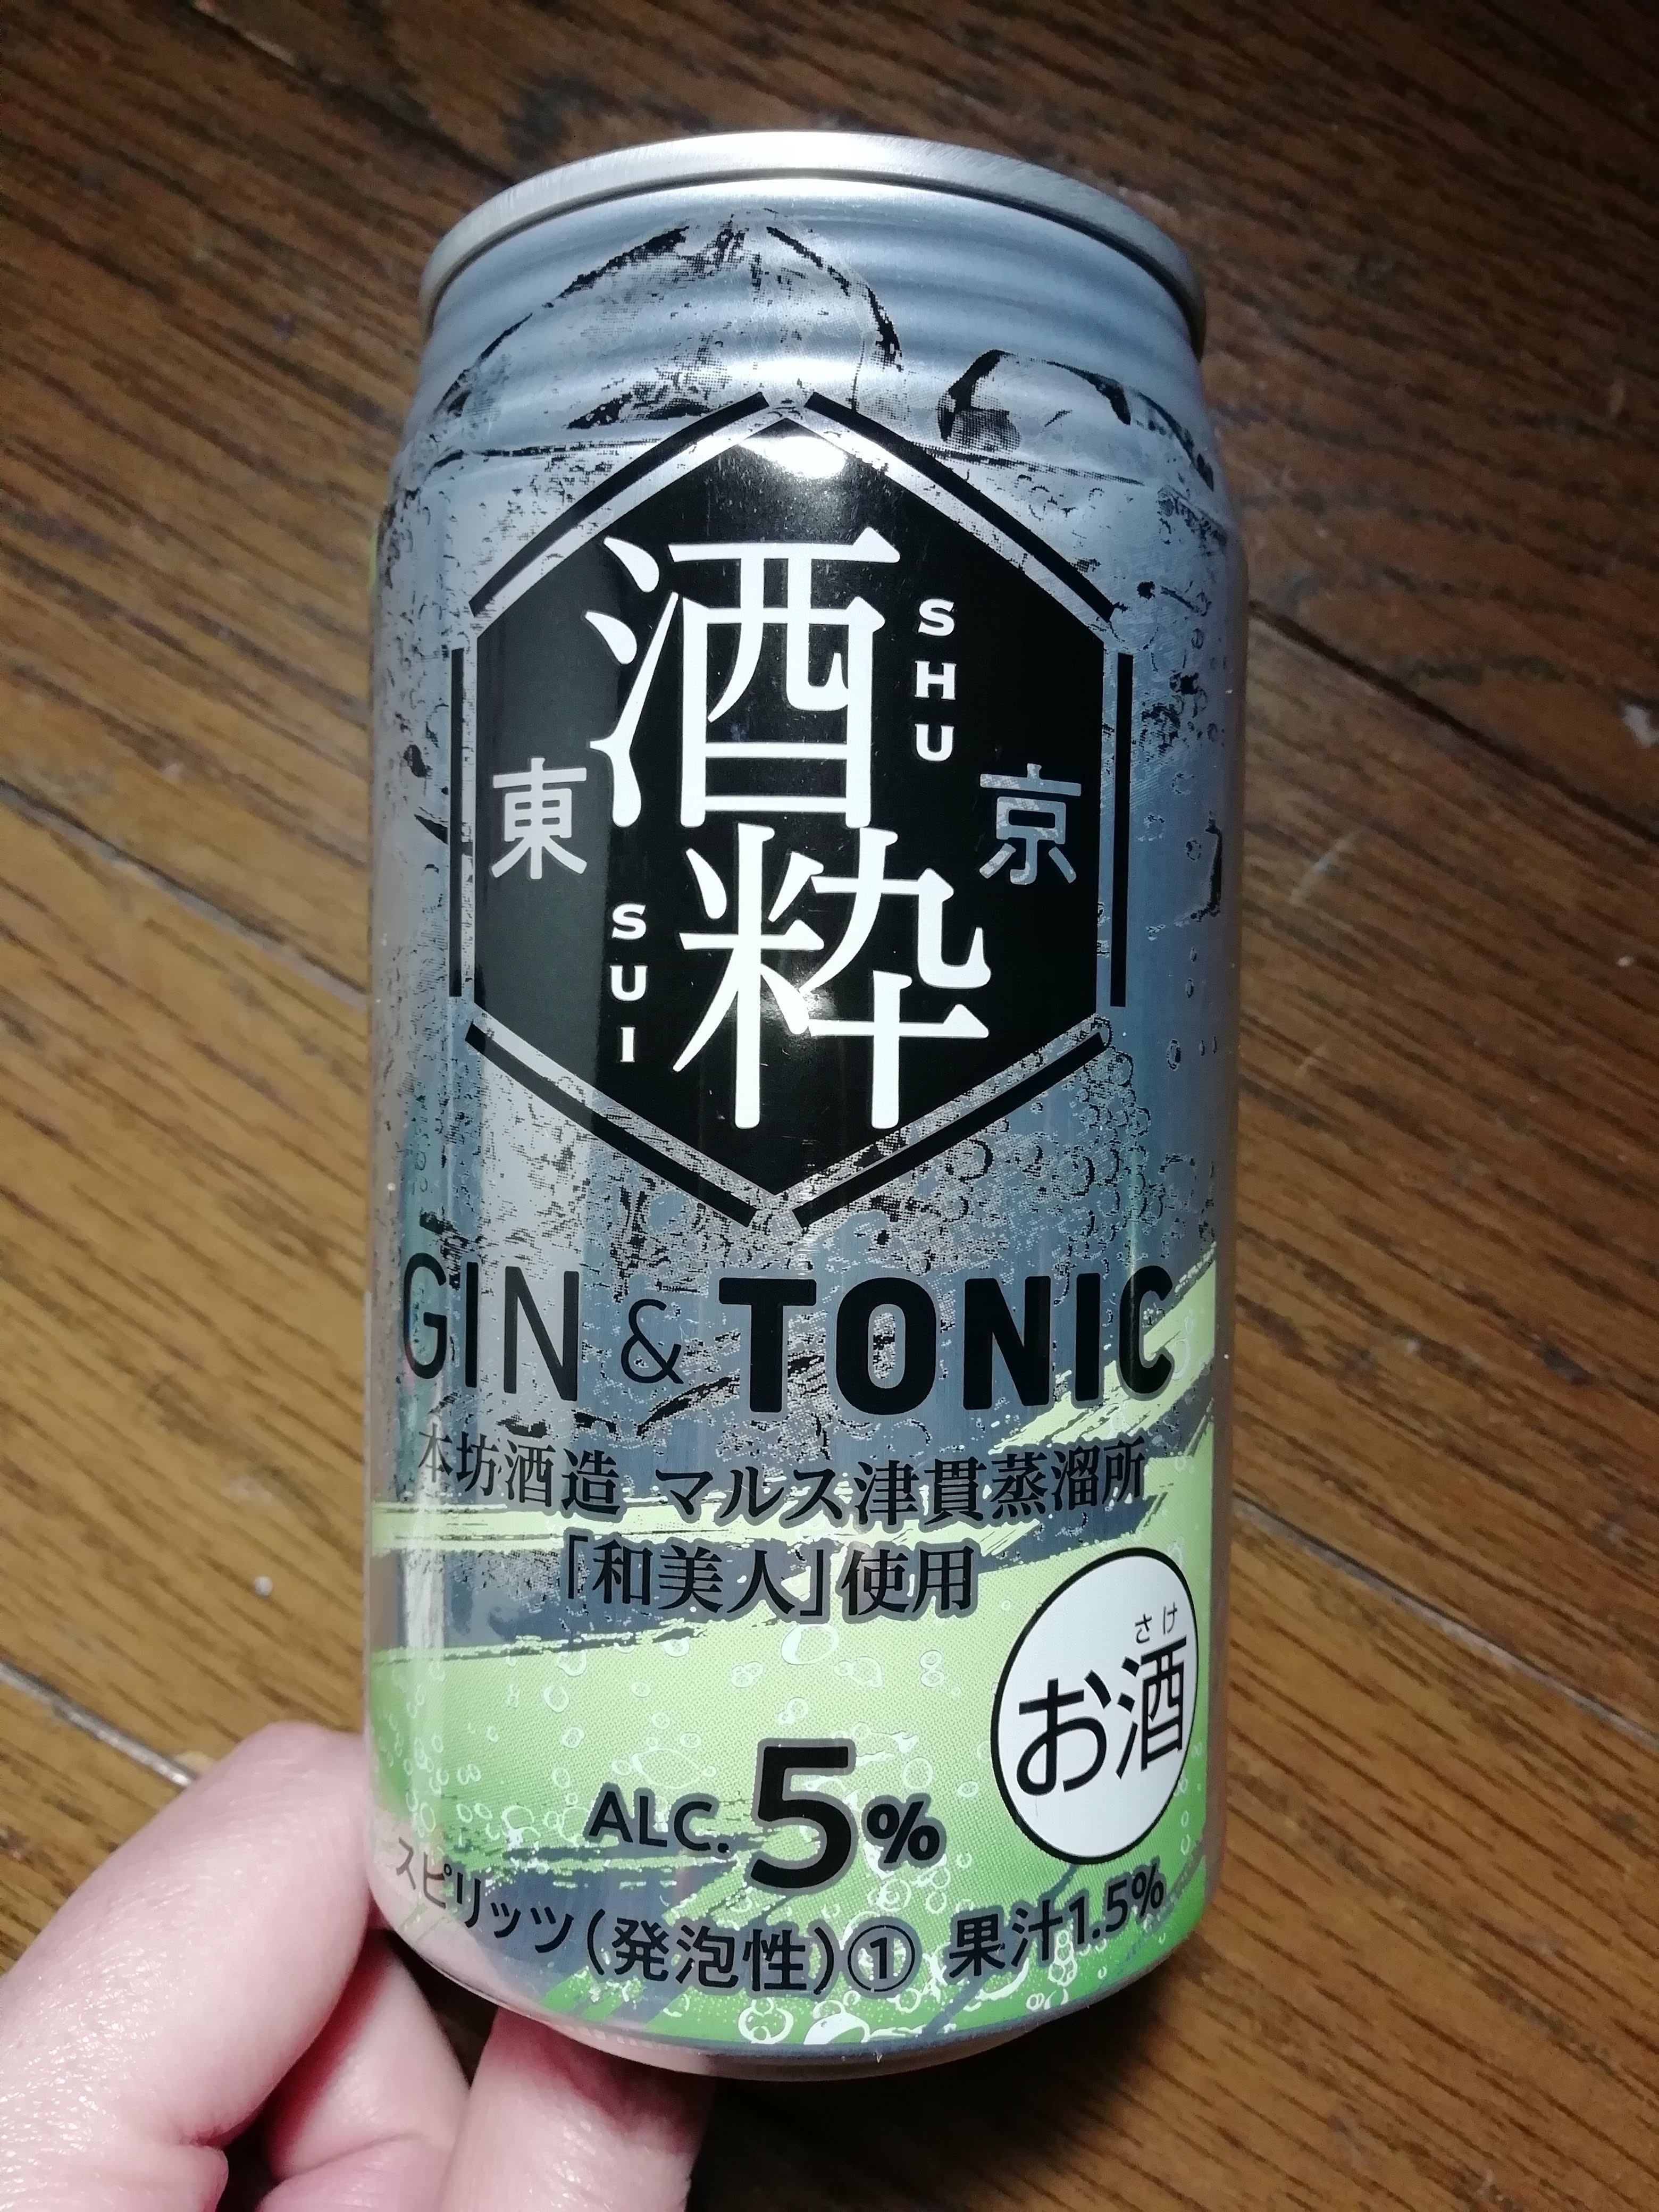 酒粋
SHU
SUI
東京
GIN & TONIC
本坊酒造 マルス津貫蒸溜所
「和美人」使用
さけ
お酒
ALC. 5%
スピリッツ(発泡性)① 果汁1.5%